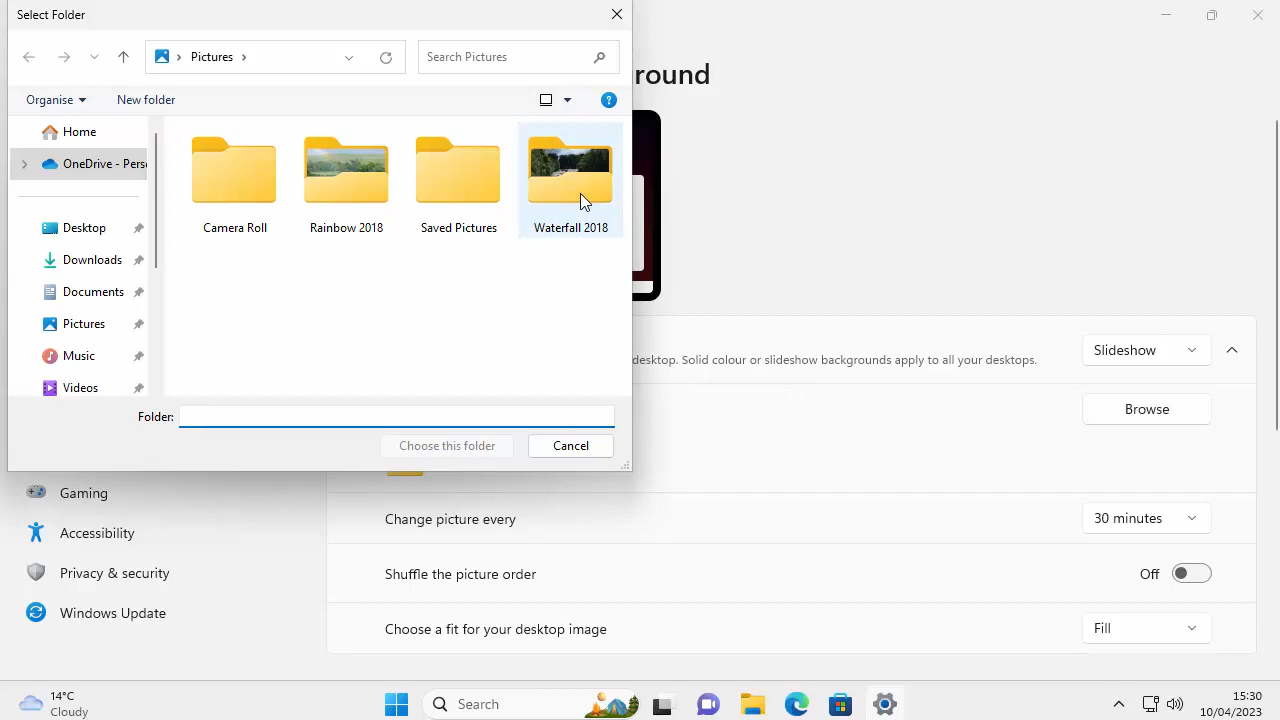 Select Folder
Pictures
Search Pictures
Organise
New folder
Home
OneDrive - Pers
Desktop
Downloads
Documents
Pictures
Music
Videos
Camera Roll
Rainbow 2018
Saved Pictures
Waterfall 2018
Folder:
Choose this folder
Cancel
round
desktop. Solid colour or slideshow backgrounds apply to all your desktops.
Slideshow
Browse
Gaming
Accessibility
Privacy & security
Windows Update
Change picture every
30 minutes
Shuffle the picture order
Off
Choose a fit for your desktop image
Fill
14°C
Cloudy
Search
15:30
10/04/2023